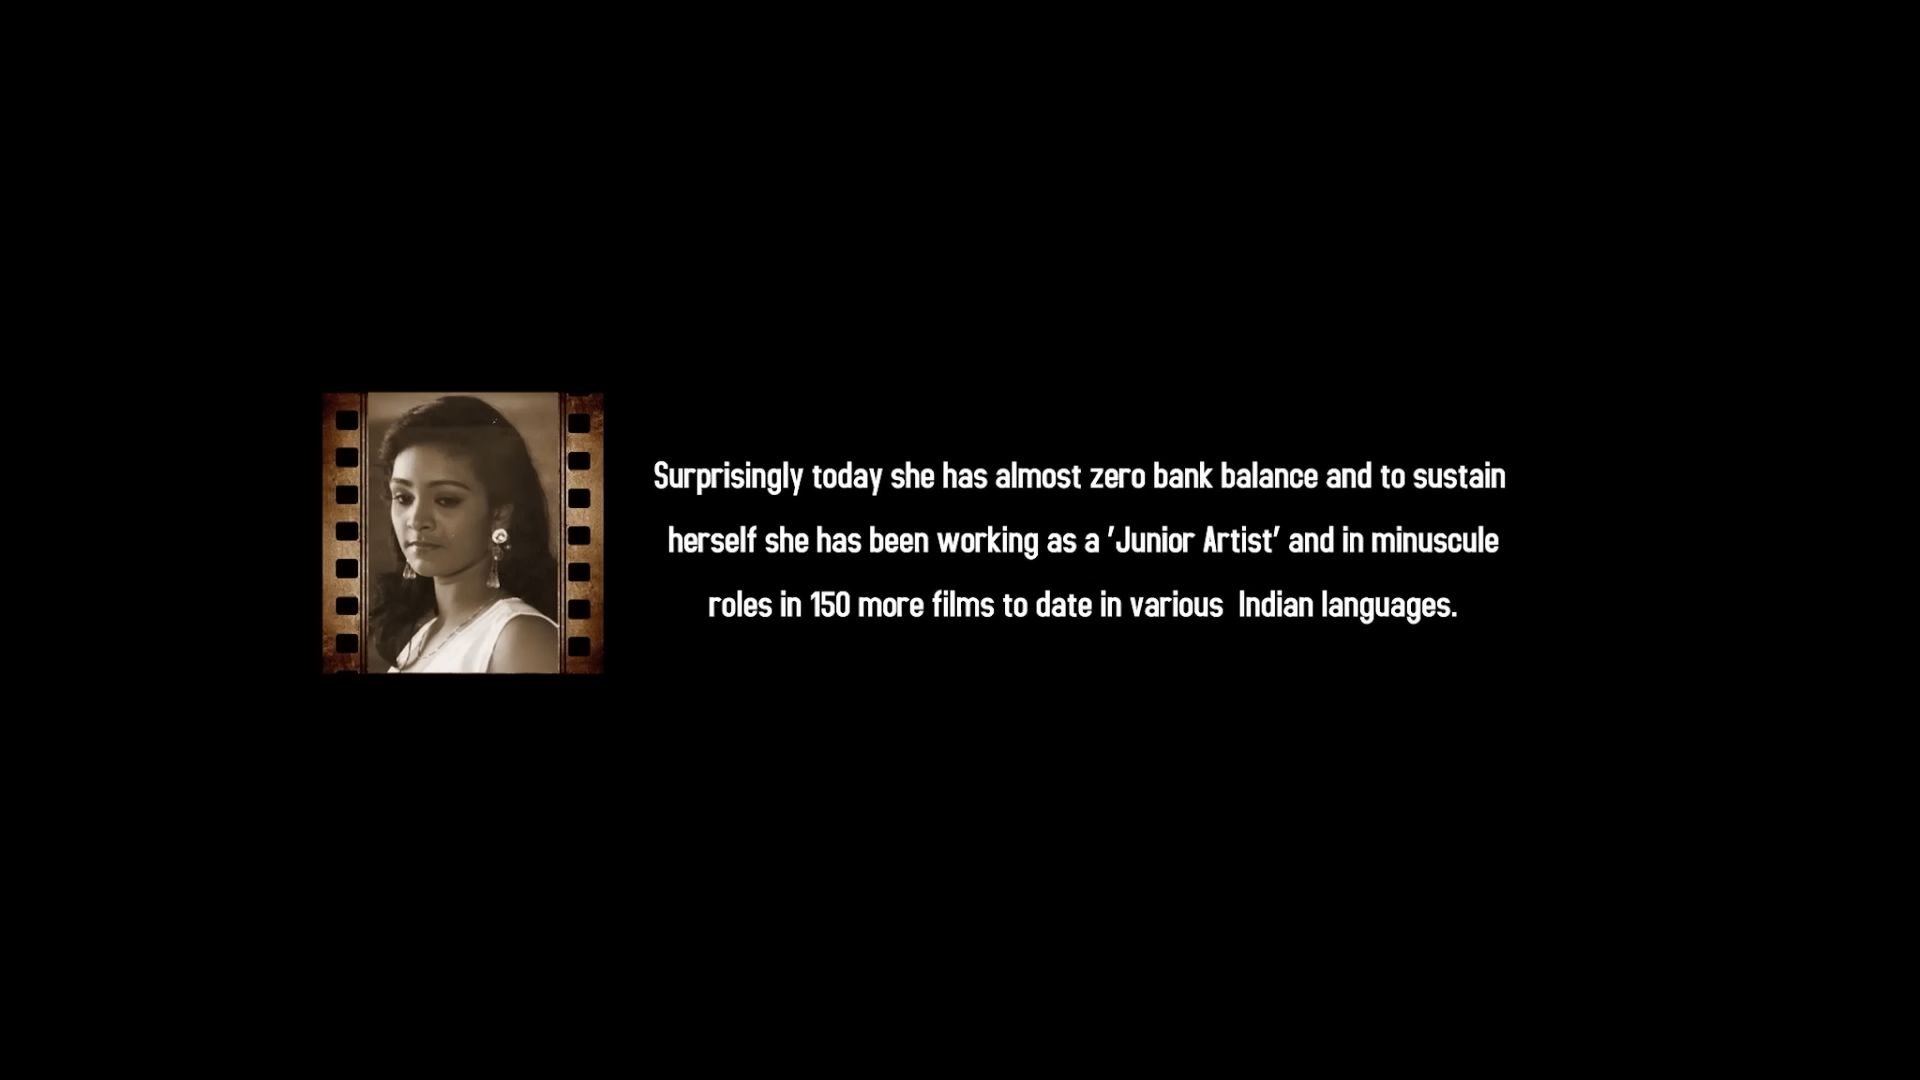 Surprisingly today she has almost zero bank balance and to sustain
herself she has been working as a 'Junior Artist' and in minuscule
roles in 150 more films to date in various  Indian languages.